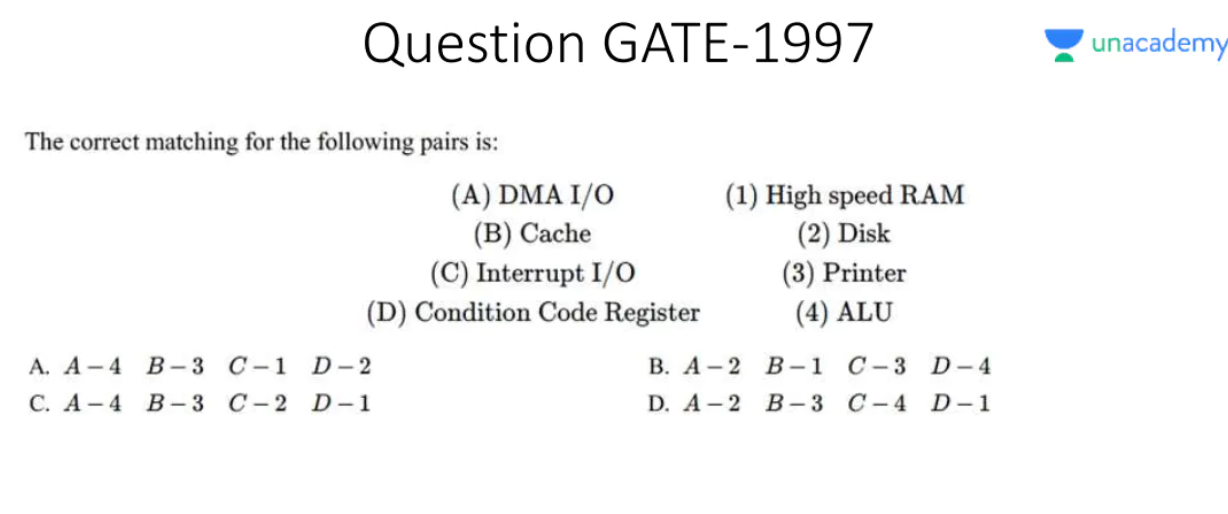 Question GATE-1997
unacademy
The correct matching for the following pairs is:
(A) DMA I/O (1) High speed RAM
(B) Cache (2) Disk
(C) Interrupt I/O (3) Printer
(D) Condition Code Register (4) ALU
A. A – 4 B – 3 C – 1 D – 2 B. A – 2 B – 1 C – 3 D – 4
C. A – 4 B – 3 C – 2 D – 1 D. A – 2 B – 3 C – 4 D – 1